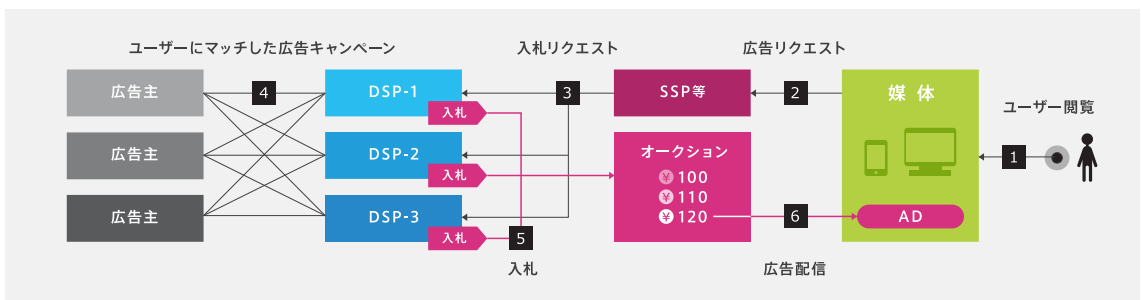 ユーザーにマッチした広告キャンペーン
入札リクエスト
広告リクエスト
広告主
4
DSP-1
3
SSP等
2
媒体
入札
ユーザー閲覧
広告主
DSP-2
オークション
1
入札
¥100
¥110
広告主
DSP-3
¥120
6
AD
入札
5
入札
広告配信